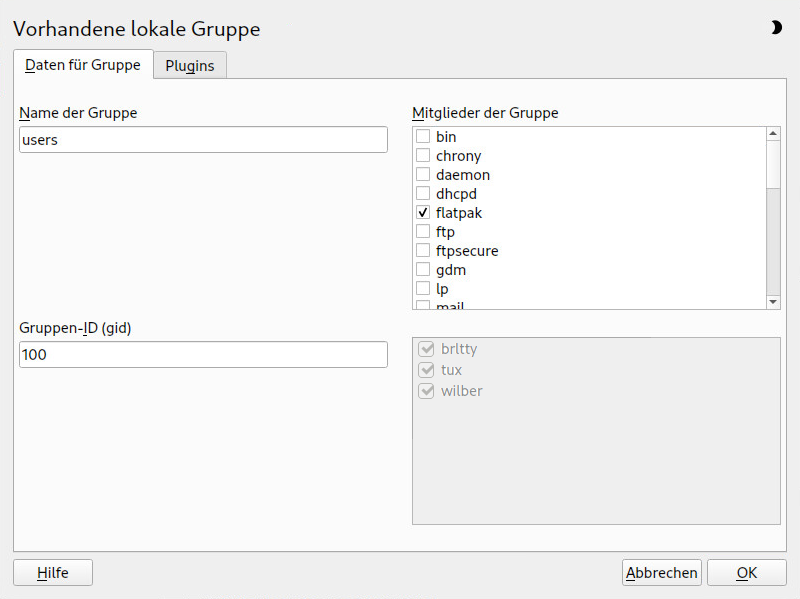 Vorhandene lokale Gruppe
Daten für Gruppe
Plugins
Name der Gruppe
users
Mitglieder der Gruppe
bin
chrony
daemon
dhcpd
flatpak
ftp
ftpsecure
gdm
lp
mail
Gruppen-ID (gid)
100
brltty
tux
wilber
Hilfe
Abbrechen
OK